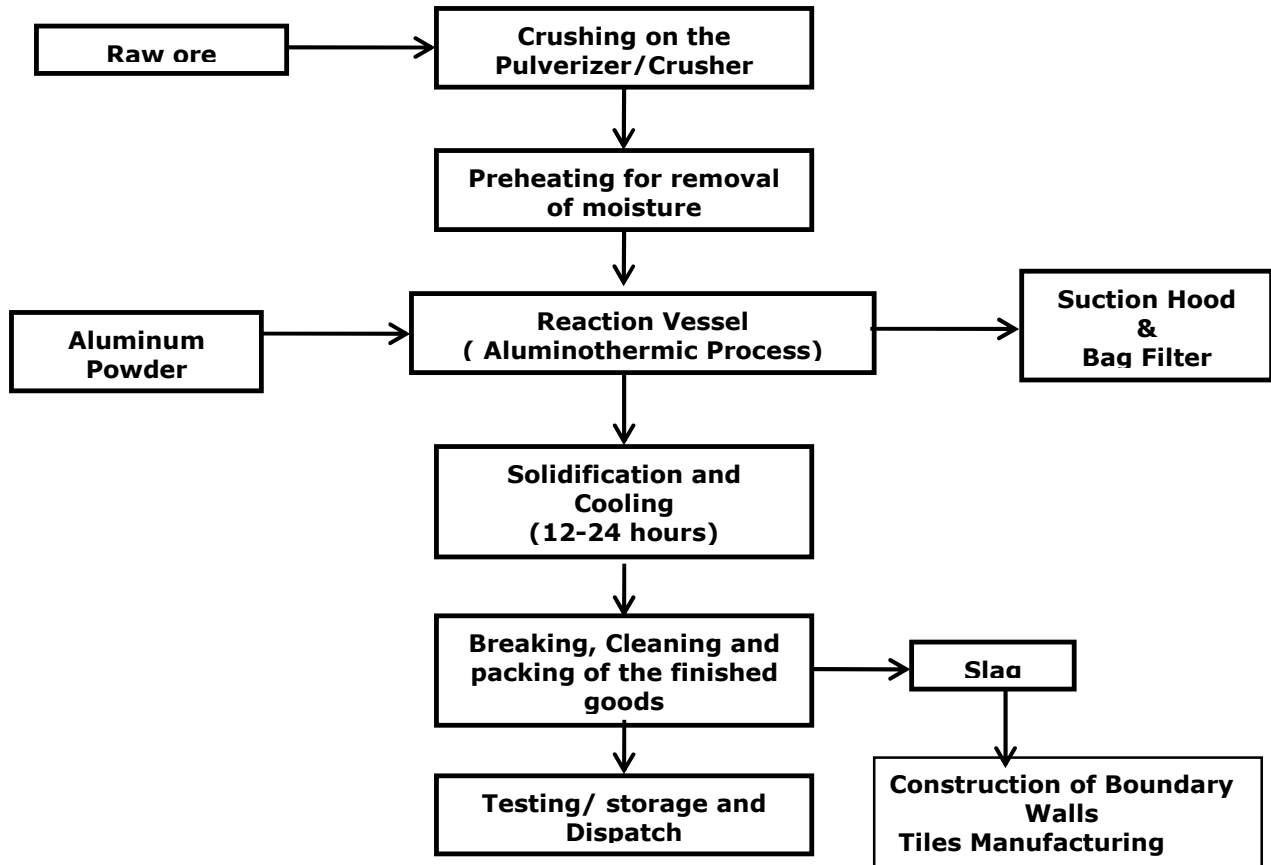 Raw ore
Crushing on the
Pulverizer/Crusher
Preheating for removal
of moisture
Aluminum
Powder
Reaction Vessel
( Aluminothermic Process)
Suction Hood
&
Bag Filter
Solidification and
Cooling
(12-24 hours)
Breaking, Cleaning and
packing of the finished
goods
Slag
Testing/ storage and
Dispatch
Construction of Boundary
Walls
Tiles Manufacturing